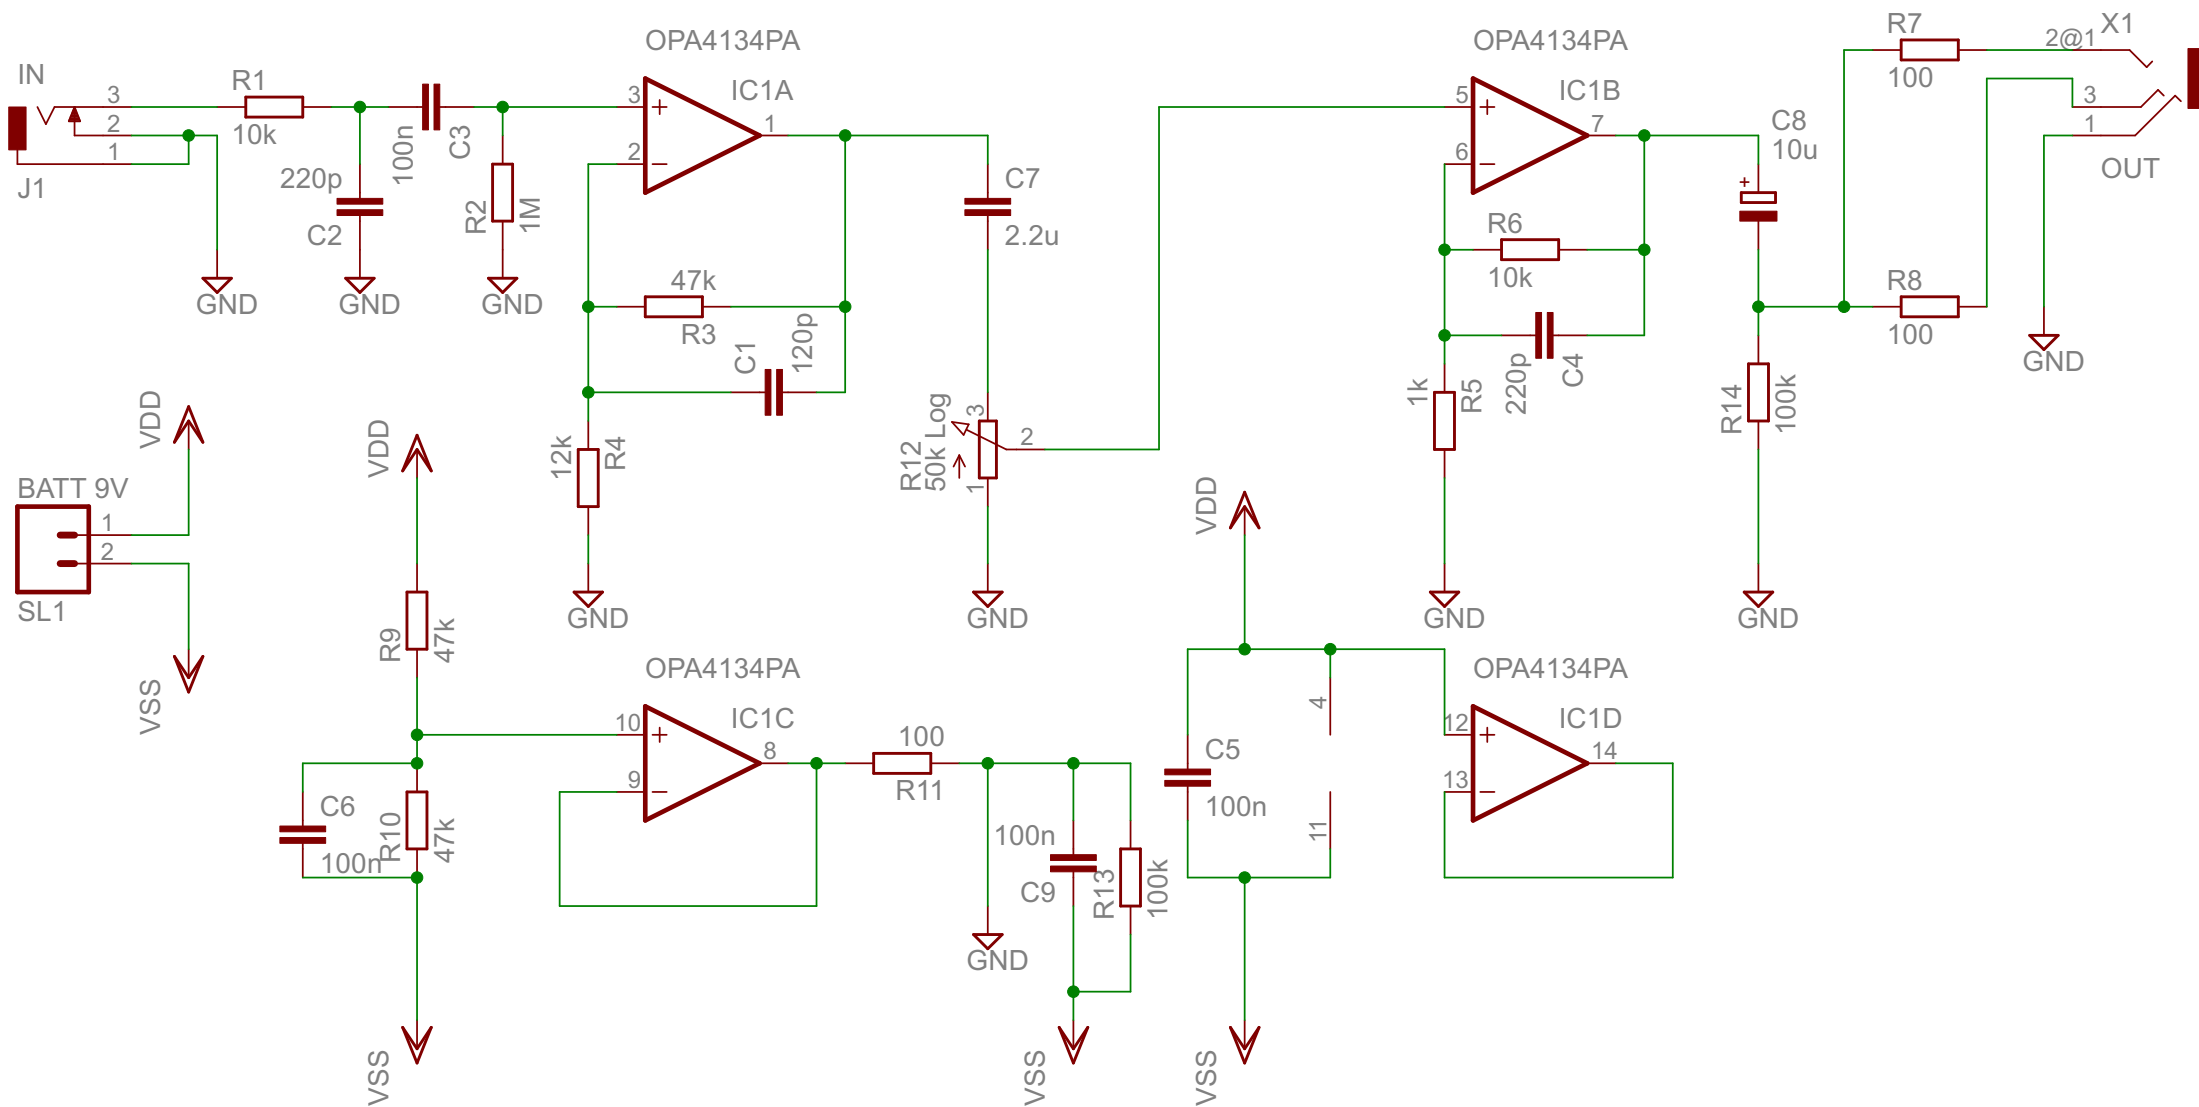 OPA4134PA
OPA4134PA
R7
100
2@1
X1
IN
3
2
1
J1
R1
10k
220p
C2
100n
C3
R2
1M
3
+
2
−
IC1A
1
C7
2.2u
5
+
6
−
IC1B
7
C8
10u
+
3
1
OUT
R6
10k
R8
100
GND
GND
GND
GND
47k
R3
C1
120p
220p
C4
1k
R5
R14
100k
12k
R4
R12
50k Log
3
2
1
VDD
VDD
BATT 9V
1
2
SL1
VSS
GND
GND
GND
GND
VDD
R9
47k
OPA4134PA
OPA4134PA
10
+
9
−
IC1C
8
100
R11
4
11
C5
100n
12
+
13
−
IC1D
14
C6
100n
R10
47k
100n
C9
R13
100k
GND
VSS
VSS
VSS